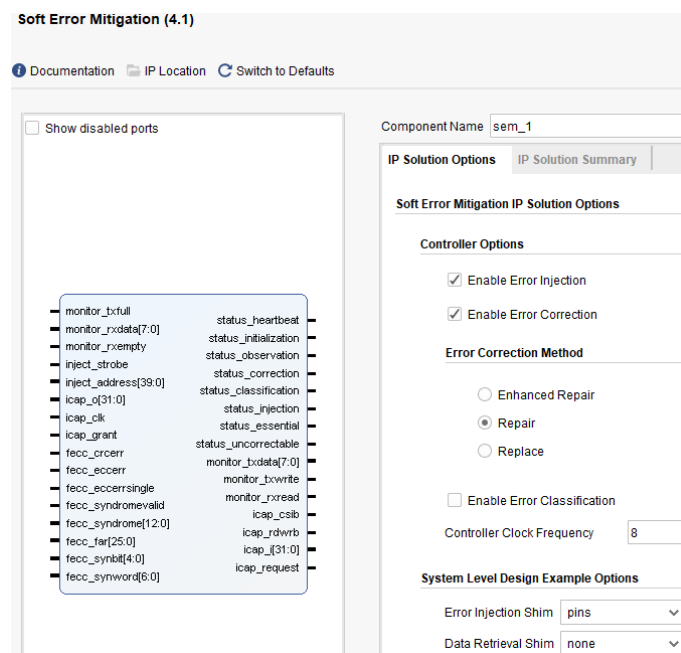 Soft Error Mitigation (4.1)
Documentation IP Location Switch to Defaults
Show disabled ports
monitor_txfull
monitor_rxdata[7:0]
monitor_rxempty
inject_strobe
inject_address[39:0]
icap_o[31:0]
icap_clk
icap_grant
fecc_crcerr
fecc_eccerr
fecc_eccerrsingle
fecc_syndromevalid
fecc_syndrome[12:0]
fecc_far[25:0]
fecc_synbit[4:0]
fecc_synword[6:0]
status_heartbeat
status_initialization
status_observation
status_correction
status_classification
status_injection
status_essential
status_uncorrectable
monitor_txdata[7:0]
monitor_txwrite
monitor_rxread
icap_csib
icap_rdwrb
icap_i[31:0]
icap_request
Component Name sem_1
IP Solution Options IP Solution Summary
Soft Error Mitigation IP Solution Options
Controller Options
Enable Error Injection
Enable Error Correction
Error Correction Method
Enhanced Repair
Repair
Replace
Enable Error Classification
Controller Clock Frequency 8
System Level Design Example Options
Error Injection Shim pins
Data Retrieval Shim none